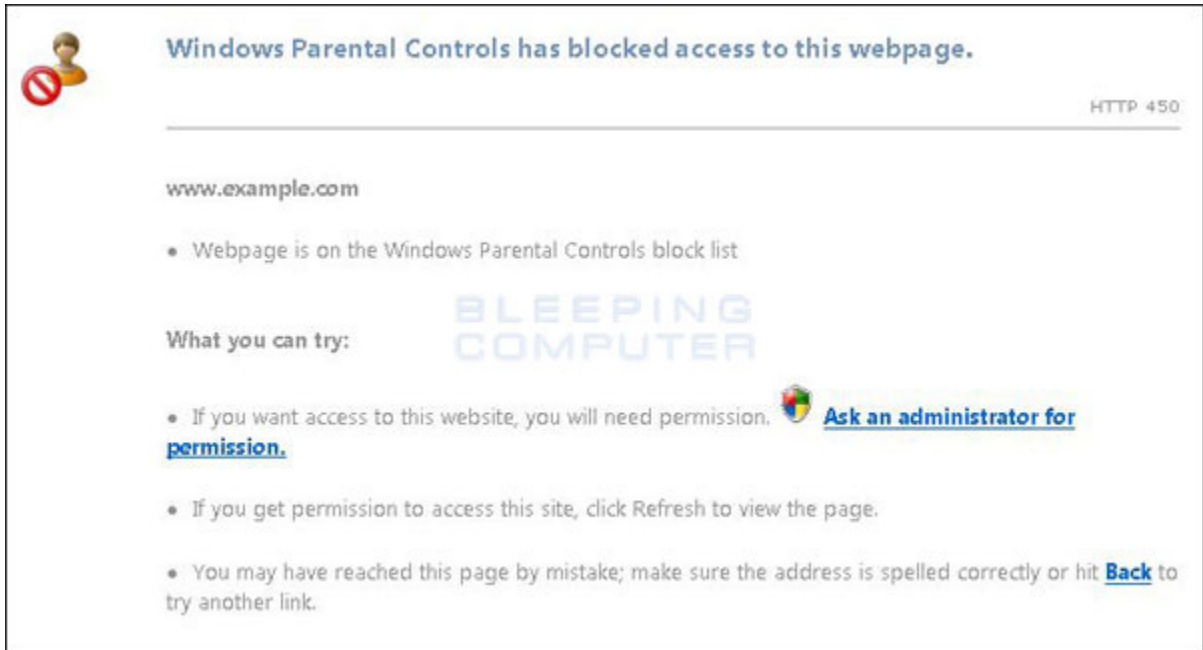 Windows Parental Controls has blocked access to this webpage.
HTTP 450
www.example.com
• Webpage is on the Windows Parental Controls block list
BLEEPING
COMPUTER
What you can try:
• If you want access to this website, you will need permission. Ask an administrator for
permission.
• If you get permission to access this site, click Refresh to view the page.
• You may have reached this page by mistake; make sure the address is spelled correctly or hit Back to
try another link.